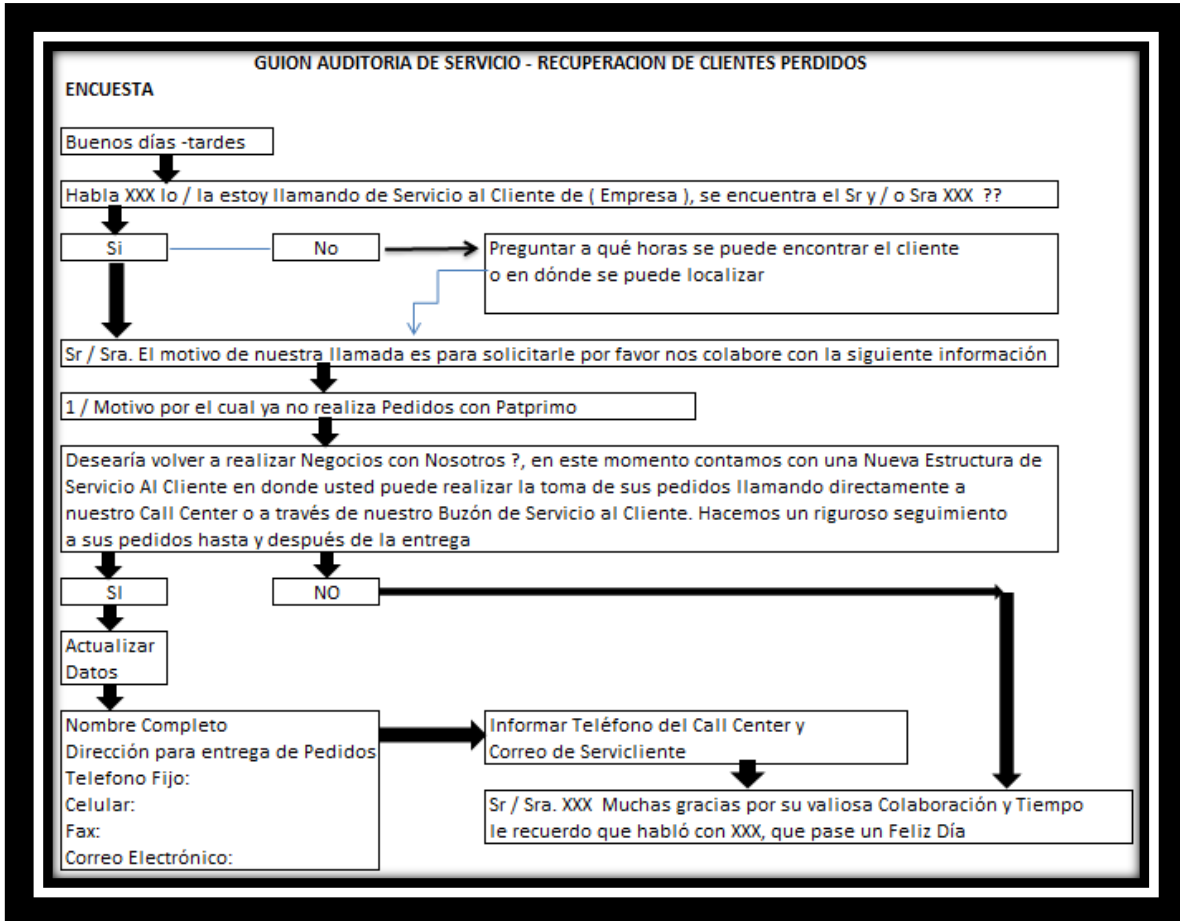 GUION AUDITORIA DE SERVICIO - RECUPERACION DE CLIENTES PERDIDOS
ENCUESTA
Buenos días -tardes
Habla XXX lo / la estoy llamando de Servicio al Cliente de ( Empresa ), se encuentra el Sr y / o Sra XXX ??
Si
No
Preguntar a qué horas se puede encontrar el cliente
o en dónde se puede localizar
Sr / Sra. El motivo de nuestra llamada es para solicitarle por favor nos colabore con la siguiente información
1 / Motivo por el cual ya no realiza Pedidos con Patprimo
Desearía volver a realizar Negocios con Nosotros ?, en este momento contamos con una Nueva Estructura de
Servicio Al Cliente en donde usted puede realizar la toma de sus pedidos llamando directamente a
nuestro Call Center o a través de nuestro Buzón de Servicio al Cliente. Hacemos un riguroso seguimiento
a sus pedidos hasta y después de la entrega
SI
NO
Actualizar
Datos
Nombre Completo
Dirección para entrega de Pedidos
Telefono Fijo:
Celular:
Fax:
Correo Electrónico:
Informar Teléfono del Call Center y
Correo de Servicliente
Sr / Sra. XXX Muchas gracias por su valiosa Colaboración y Tiempo
le recuerdo que habló con XXX, que pase un Feliz Día